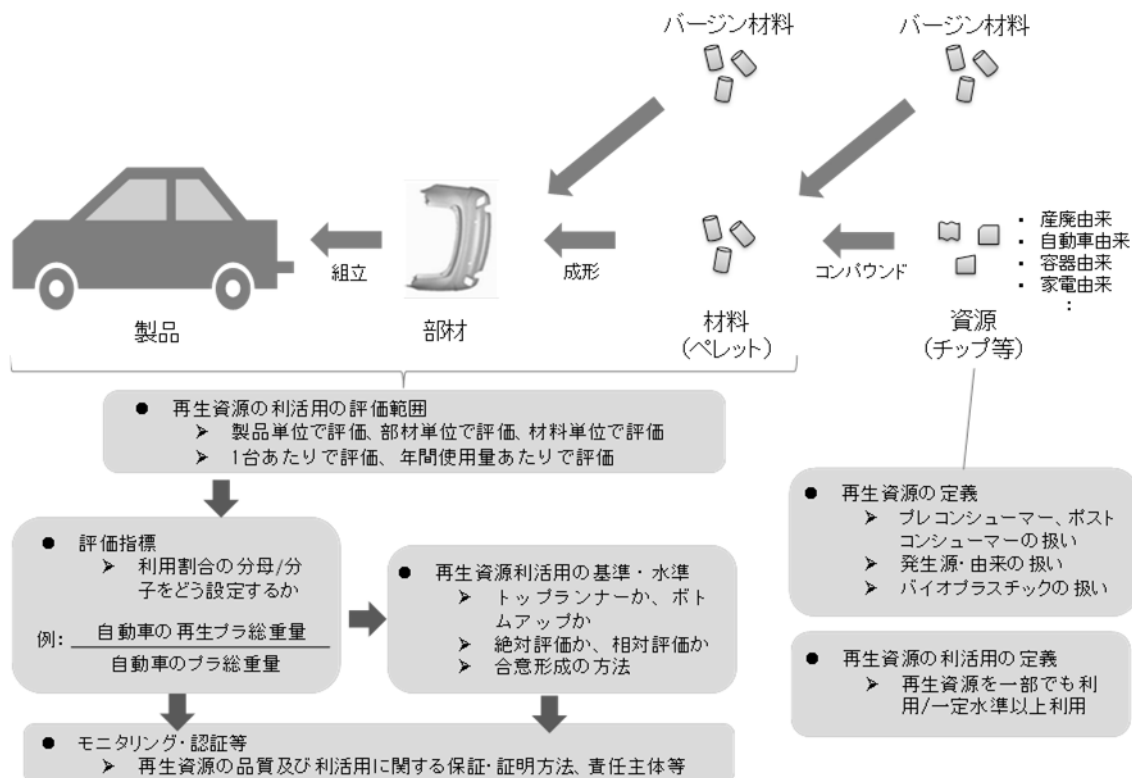 バージン材料
バージン材料
組立
成形
コンパウンド
・ 産廃由来
・ 自動車由来
・ 容器由来
・ 家電由来
：
製品
部材
材料
（ペレット）
資源
（チップ等）
● 再生資源の利活用の評価範囲
➤ 製品単位で評価、部材単位で評価、材料単位で評価
➤ 1台あたりで評価、年間使用量あたりで評価
● 評価指標
➤ 利用割合の分母/分
子をどう設定するか
例:
自動車の再生プラ総重量
自動車のプラ総重量
● 再生資源利活用の基準・水準
➤ トップランナーか、ボト
ムアップか
➤ 絶対評価か、相対評価か
➤ 合意形成の方法
● モニタリング・認証等
➤ 再生資源の品質及び利活用に関する保証・証明方法、責任主体等
● 再生資源の定義
➤ プレコンシューマー、ポスト
コンシューマーの扱い
➤ 発生源・由来の扱い
➤ バイオプラスチックの扱い
● 再生資源の利活用の定義
➤ 再生資源を一部でも利
用/一定水準以上利用